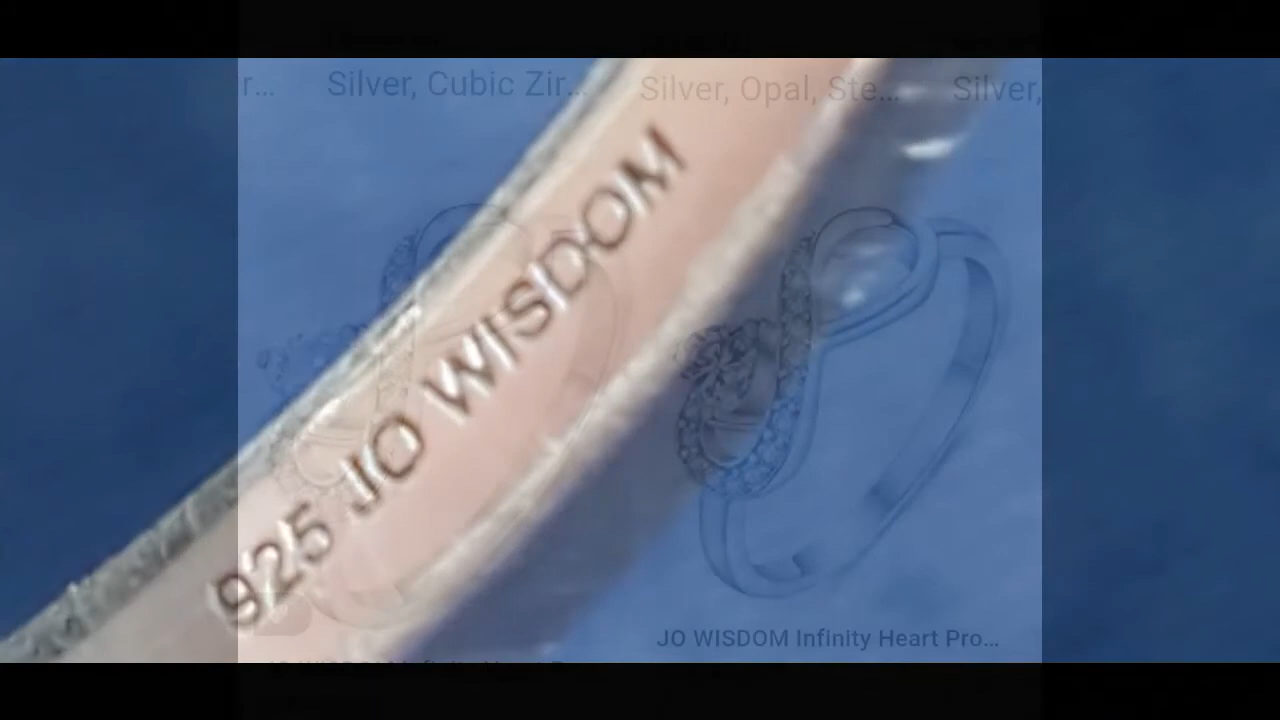 r...
Silver, Cubic Zir...
Silver, Opal, Ste...
Silver,
925 JO WISDOM
JO WISDOM Infinity Heart Pro...